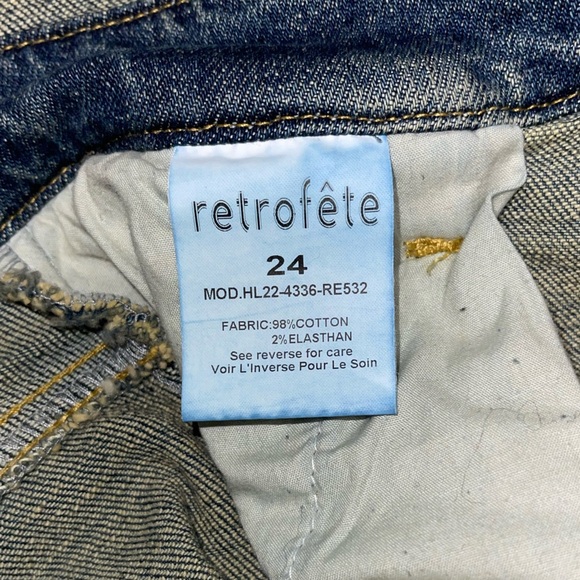 retrofête
24
MOD.HL22-4336-RE532
FABRIC:98%COTTON
2%ELASTHAN
See reverse for care
Voir L'Inverse Pour Le Soin